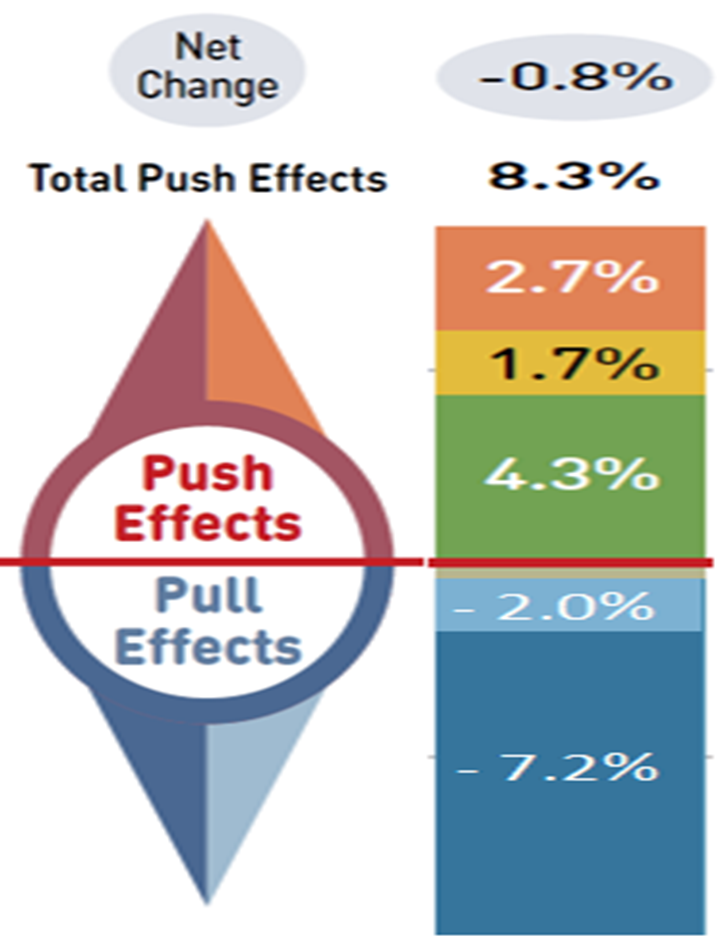 Net
Change
-0.8%
Total Push Effects
8.3%
2.7%
1.7%
4.3%
Push
Effects
Pull
Effects
- 2.0%
- 7.2%